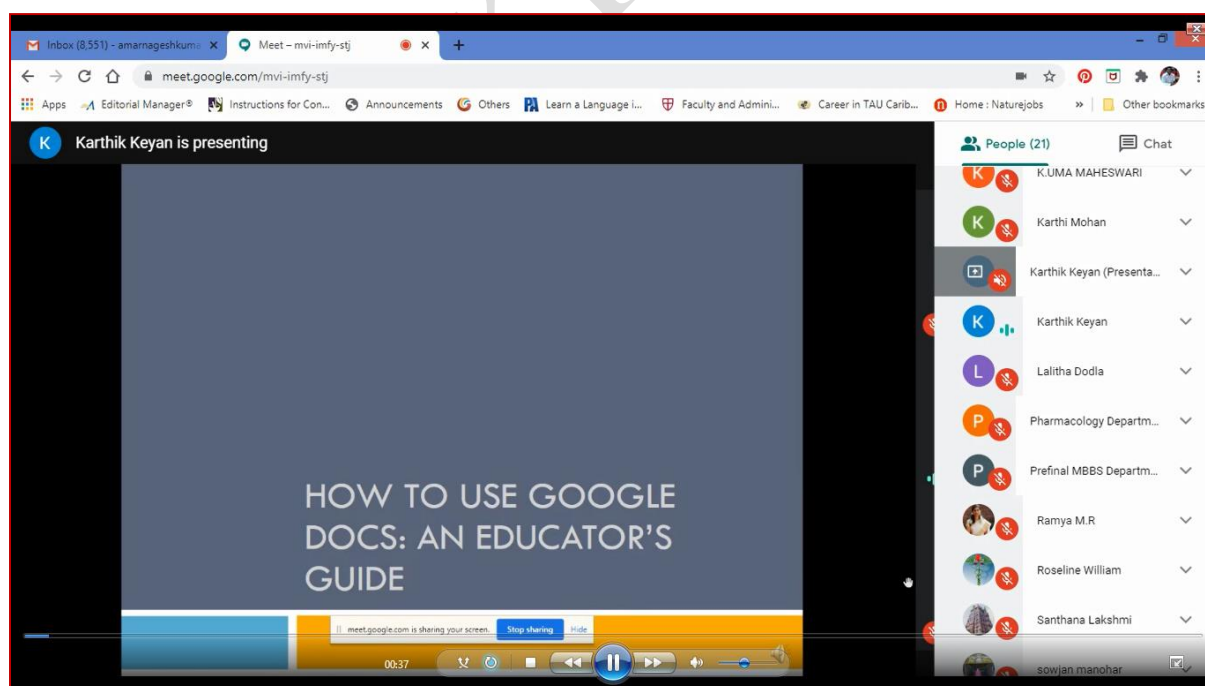 Inbox (8,551) - amarnageshkuma
Meet – mvi-imfy-stj
meet.google.com/mvi-imfy-stj
Apps
Editorial Manager®
Instructions for Con...
Announcements
Others
PA Learn a Language i...
Faculty and Admini...
Career in TAU Carib...
Home : Naturejobs
»
Other bookmarks
K Karthik Keyan is presenting
People (21)
Chat
K K.UMA MAHESWARI
K Karthi Mohan
Karthik Keyan (Presenta...
K Karthik Keyan
L Lalitha Dodla
P Pharmacology Departm...
P Prefinal MBBS Departm...
Ramya M.R
Roseline William
Santhana Lakshmi
sowjan manohar
HOW TO USE GOOGLE
DOCS: AN EDUCATOR'S
GUIDE
meet.google.com is sharing your screen. Stop sharing Hide
00:37